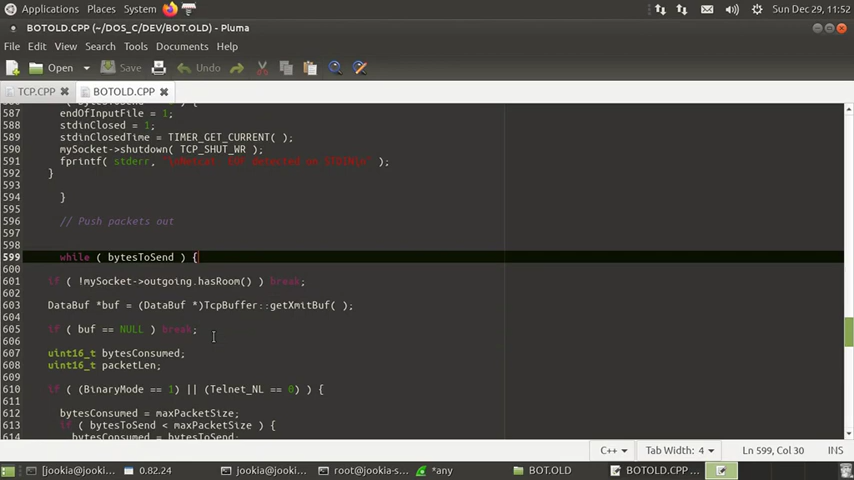 Applications Places System Sun Dec 29, 11:52
BOTOLD.CPP (~/DOS_C/DEV/BOT.OLD) - Pluma
File Edit View Search Tools Documents Help
Open Save Undo
TCP.CPP BOTOLD.CPP
587 endOfInputFile = 1;
588 stdinClosed = 1;
589 stdinClosedTime = TIMER_GET_CURRENT( );
590 mySocket->shutdown( TCP_SHUT_WR );
591 fprintf( stderr, detected on );
592 }
593
594 }
595
596 // Push packets out
597
598
599 while ( bytesToSend ) {
600
601 if ( !mySocket->outgoing.hasRoom() ) break;
602
603 DataBuf *buf = (DataBuf *)TcpBuffer::getXmitBuf( );
604
605 if ( buf == NULL ) break;
606
607 uint16_t bytesConsumed;
608 uint16_t packetLen;
609
610 if ( (BinaryMode == 1) || (Telnet_NL == 0) ) {
611
612 bytesConsumed = maxPacketSize;
613 if ( bytesToSend < maxPacketSize ) {
614 bytesConsumed = bytesToSend;
C++ Tab Width: 4 Ln 599, Col 30 INS
[jookia@jooki... 0.82.24 jookia@jookia... root@jookia-s... *any BOT.OLD BOTOLD.CPP ...